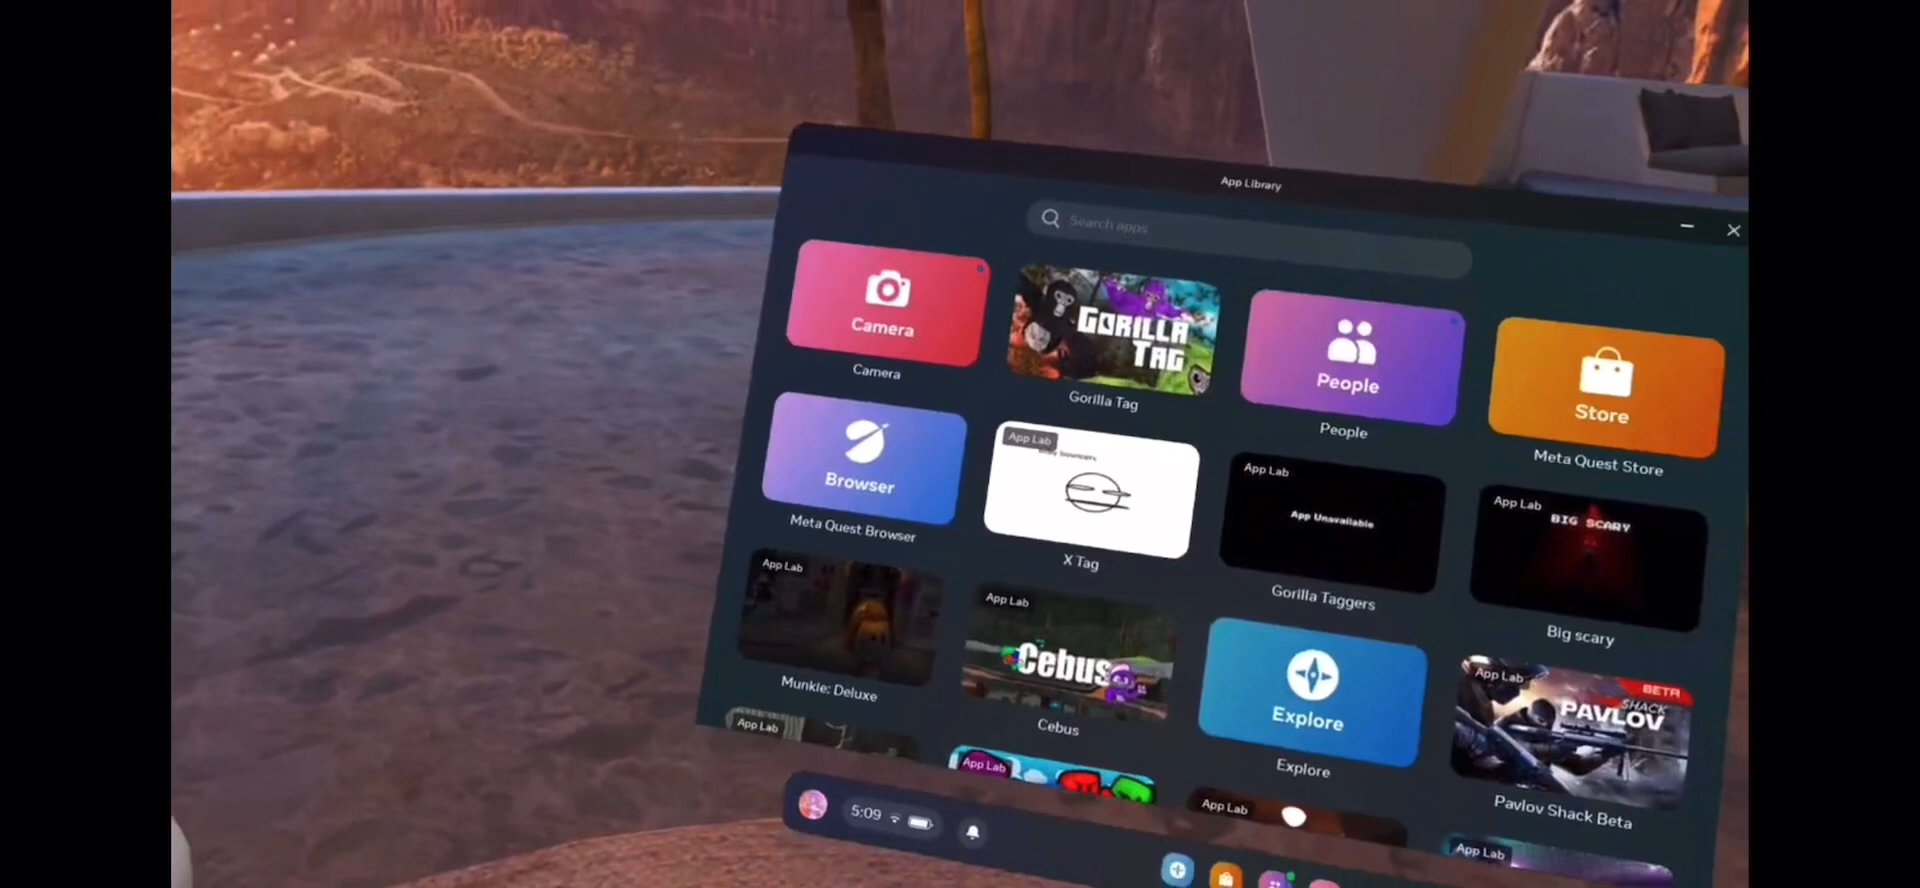 App Library
Search apps
Camera
Camera
GORILLA
TAG
Gorilla Tag
People
People
Store
Meta Quest Store
Browser
Meta Quest Browser
App Lab
bouncers
X Tag
App Lab
App Unavailable
Gorilla Taggers
App Lab
BIG SCARY
Big scary
App Lab
Munkie: Deluxe
App Lab
Cebus
Cebus
Explore
Explore
App Lab
BETA
SHACK
PAVLOV
Pavlov Shack Beta
App Lab
App Lab
App Lab
App Lab
5:09